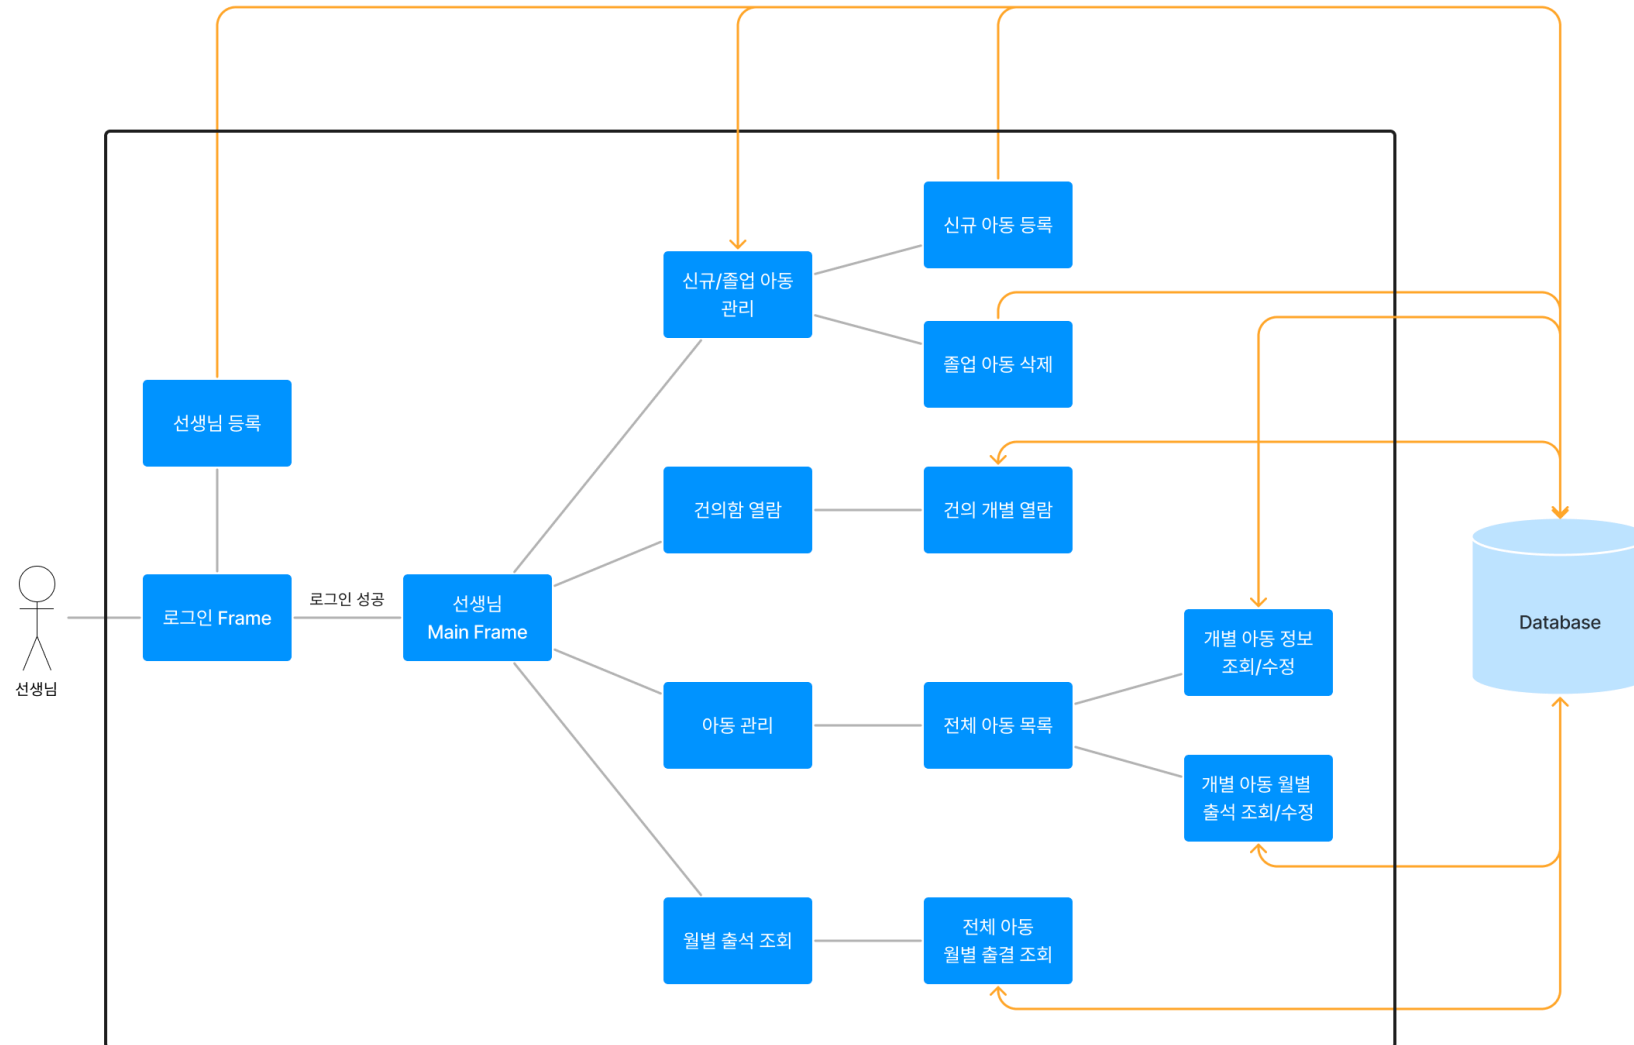 신규 아동 등록
신규/졸업 아동
관리
졸업 아동 삭제
선생님 등록
건의함 열람
건의 개별 열람
로그인 Frame
로그인 성공
선생님
Main Frame
선생님
Database
개별 아동 정보
조회/수정
아동 관리
전체 아동 목록
개별 아동 월별
출석 조회/수정
월별 출석 조회
전체 아동
월별 출결 조회